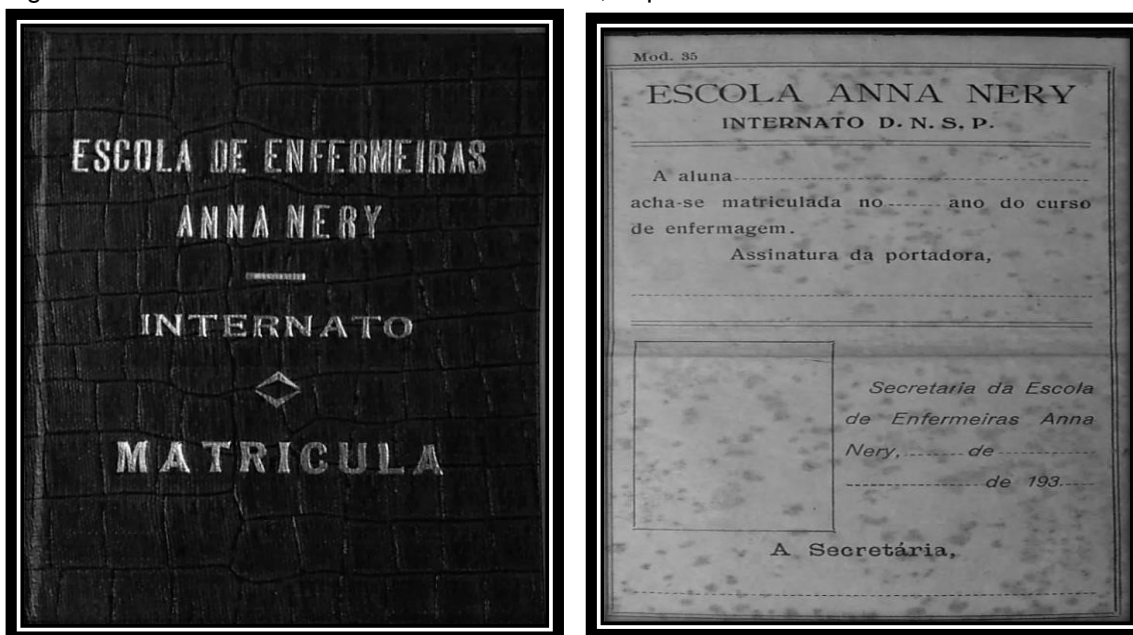 ESCOLA DE ENFERMEIRAS
ANNA NERY
INTERNATO
MATRICULA
Mod. 35
ESCOLA ANNA NERY
INTERNATO D. N. S. P.
A aluna
acha-se matriculada no ano do curso
de enfermagem.
Assinatura da portadora,
Secretaria da Escola
de Enfermeiras Anna
Nery, de
de 193
A Secretária,